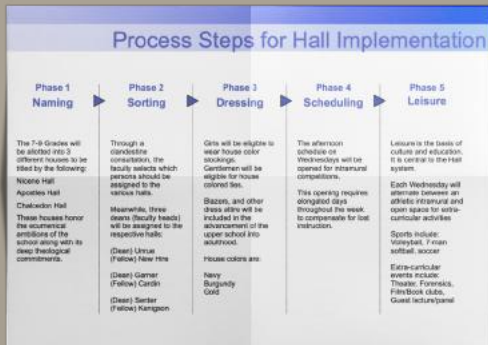 Process Steps for Hall Implementation
Phase 1
Naming
The 7-9 Grades will
be allotted into 3
different houses to be
titled by the following:
Nicene Hall
Apostles Hall
Chalcedon Hall
These houses honor
the ecumenical
ambitions of the
school along with its
deep theological
commitments.
Phase 2
Sorting
Through a
clandestine
consultation, the
faculty selects which
persons should be
assigned to the
various halls.
Meanwhile, three
deans (faculty heads)
will be assigned to the
respective halls:
(Dean) Unrue
(Fellow) New Hire
(Dean) Garner
(Fellow) Cardin
(Dean)
(Fellow)
Phase 3
Dressing
Girls will be eligible to
wear house color
stockings.
Gentlemen will be
eligible for house
colored ties.
Blazers, and other
dress attire will be
included in the
advancement of the
upper school into
adulthood.
House colors are:
Navy
Burgundy
Gold
Phase 4
Scheduling
The afternoon
schedule on
Wednesdays will be
opened for intramural
competitions.
This opening requires
elongated days
throughout the week
to compensate for lost
instruction.
Phase 5
Leisure
Leisure is the basis of
culture and education.
It is central to the Hall
system.
Each Wednesday will
alternate between an
athletic intramural and
open space for extra-
curricular activities
Sports include:
Volleyball, 7-man
softball, soccer
Extra-curricular
events include:
Theater, Forensics,
Film/Book clubs,
Guest lecture/panel